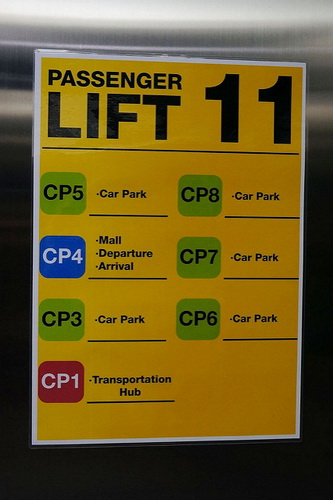 PASSENGER
LIFT 11
CP5 ·Car Park
CP8 ·Car Park
CP4 ·Mall
·Departure
·Arrival
CP7 ·Car Park
CP3 ·Car Park
CP6 ·Car Park
CP1 ·Transportation
Hub